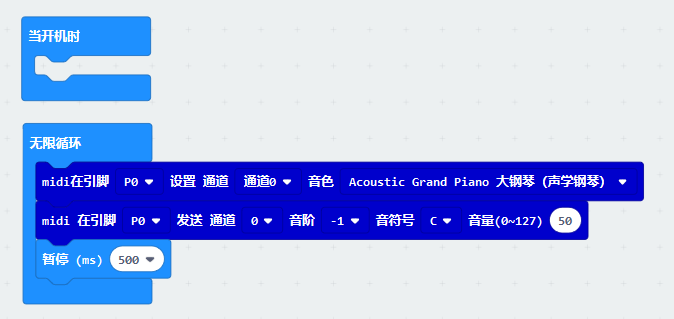 当开机时
无限循环
midi在引脚 P0 设置 通道 通道0 音色 Acoustic Grand Piano 大钢琴（声学钢琴）
midi 在引脚 P0 发送 通道 0 音阶 -1 音符号 C 音量(0~127) 50
暂停 (ms) 500